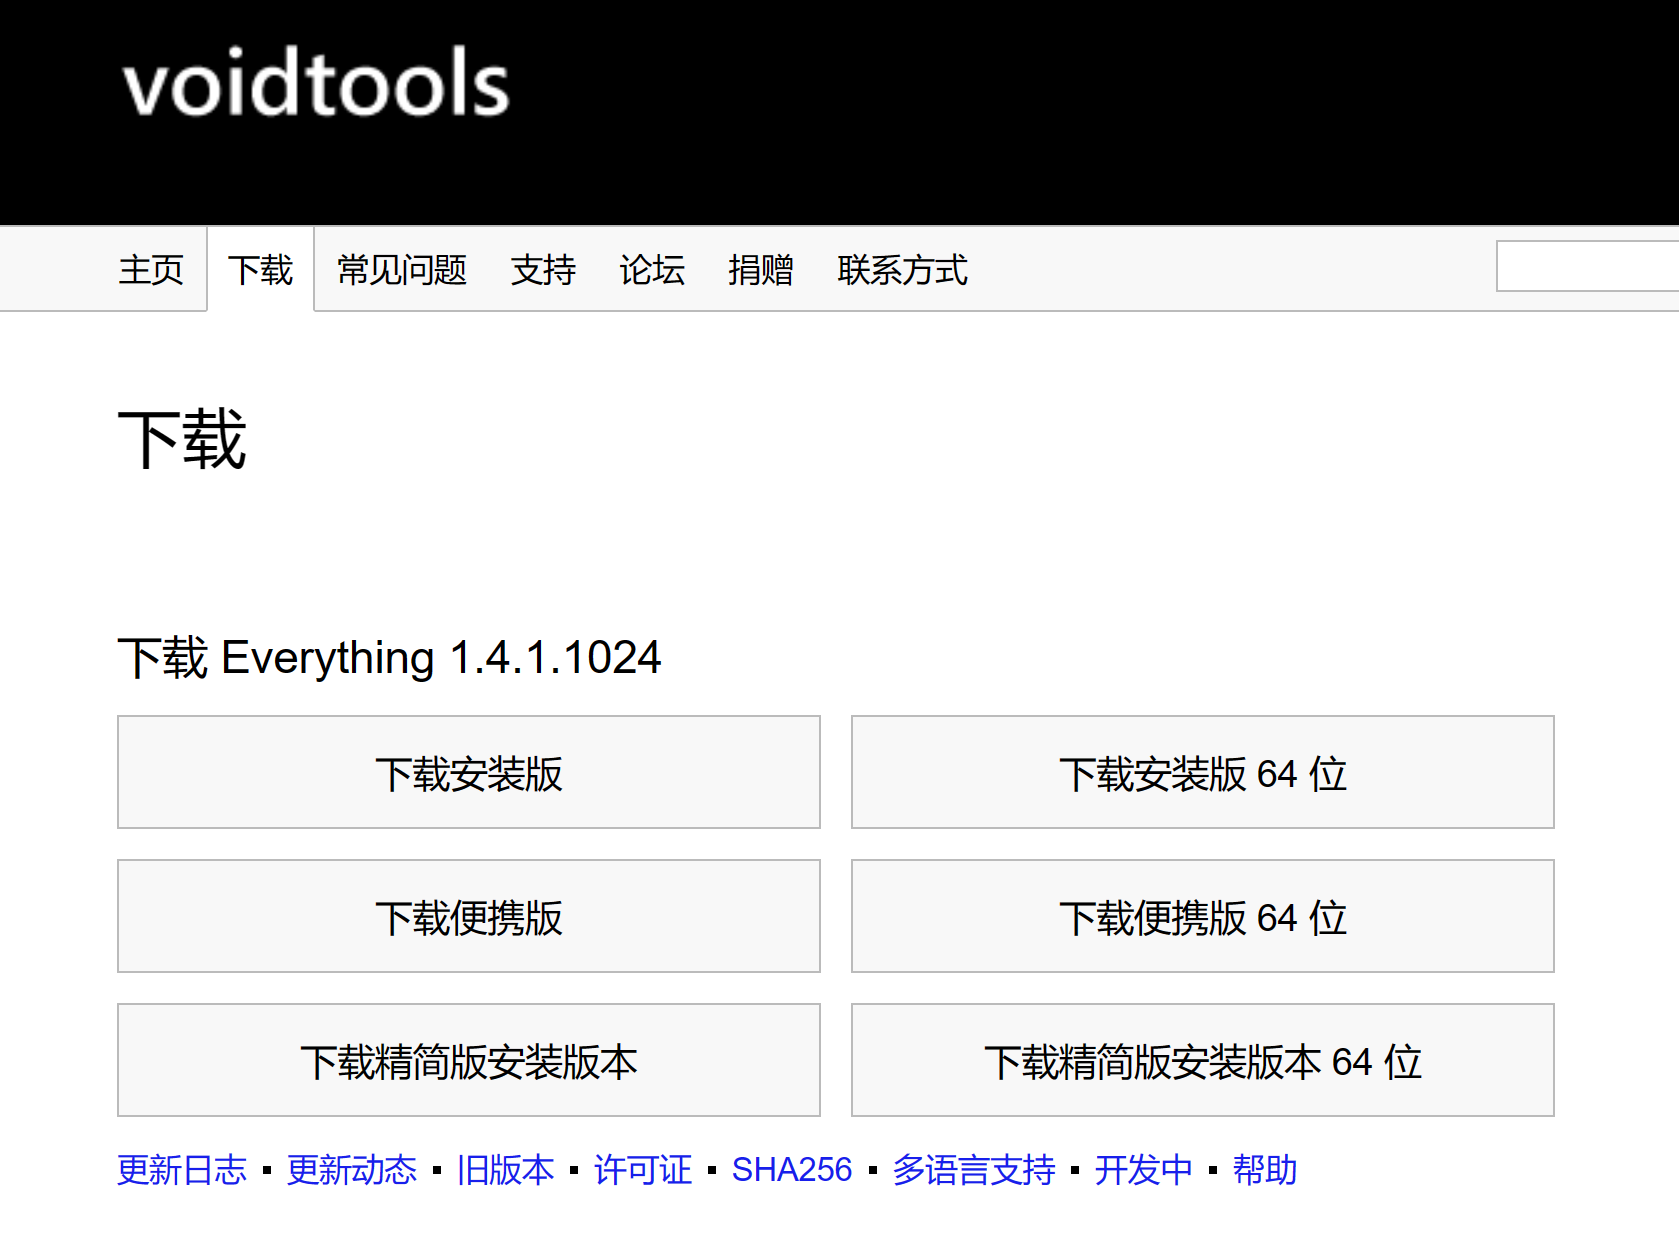 voidtools
主页 下载 常见问题 支持 论坛 捐赠 联系方式
下载
下载 Everything 1.4.1.1024
下载安装版 下载安装版 64 位
下载便携版 下载便携版 64 位
下载精简版安装版本 下载精简版安装版本 64 位
更新日志 ▪ 更新动态 ▪ 旧版本 ▪ 许可证 ▪ SHA256 ▪ 多语言支持 ▪ 开发中 ▪ 帮助